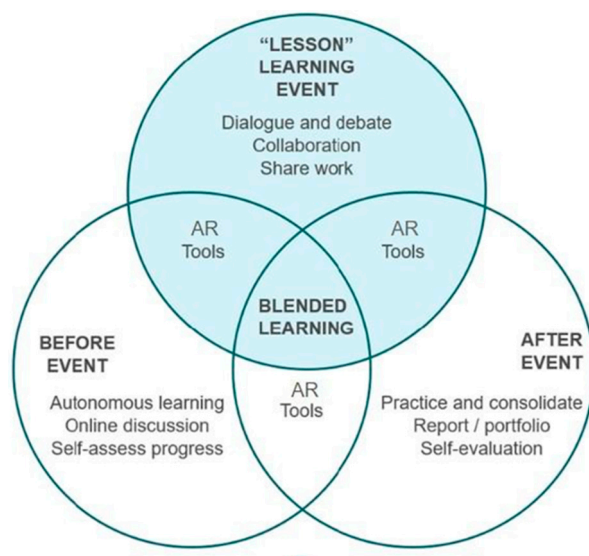 “LESSON”
LEARNING
EVENT
Dialogue and debate
Collaboration
Share work
AR
Tools
AR
Tools
BLENDED
LEARNING
BEFORE
EVENT
Autonomous learning
Online discussion
Self-assess progress
AR
Tools
AFTER
EVENT
Practice and consolidate
Report / portfolio
Self-evaluation